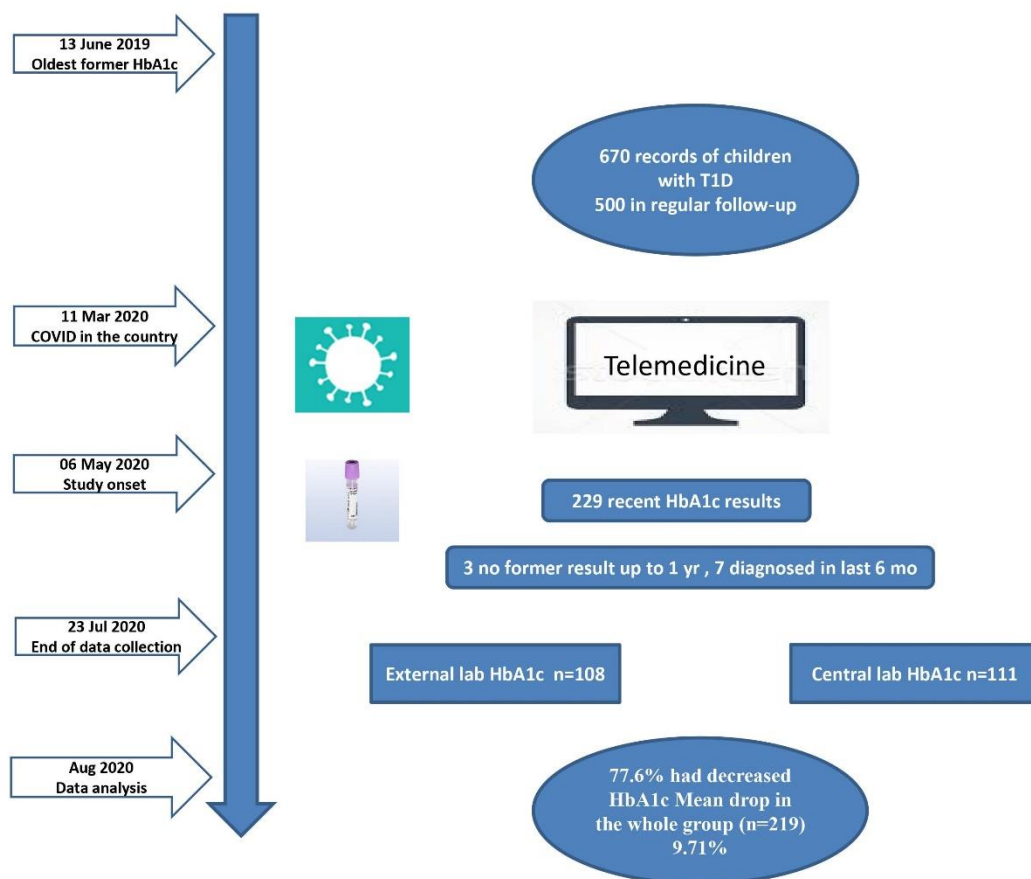 13 June 2019
Oldest former HbA1c
670 records of children
with T1D
500 in regular follow-up
11 Mar 2020
COVID in the country
Telemedicine
06 May 2020
Study onset
229 recent HbA1c results
3 no former result up to 1 yr , 7 diagnosed in last 6 mo
23 Jul 2020
End of data collection
External lab HbA1c n=108
Central lab HbA1c n=111
Aug 2020
Data analysis
77.6% had decreased
HbA1c Mean drop in
the whole group (n=219)
9.71%